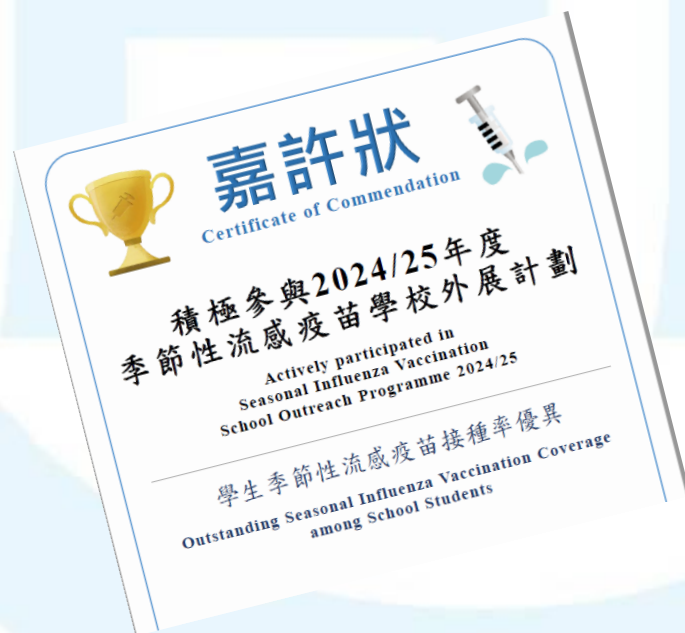 嘉許狀
Certificate of Commendation
積極參與2024/25年度
季節性流感疫苗學校外展計劃
Actively participated in
Seasonal Influenza Vaccination
School Outreach Programme 2024/25
學生季節性流感疫苗接種率優異
Outstanding Seasonal Influenza Vaccination Coverage
among School Students